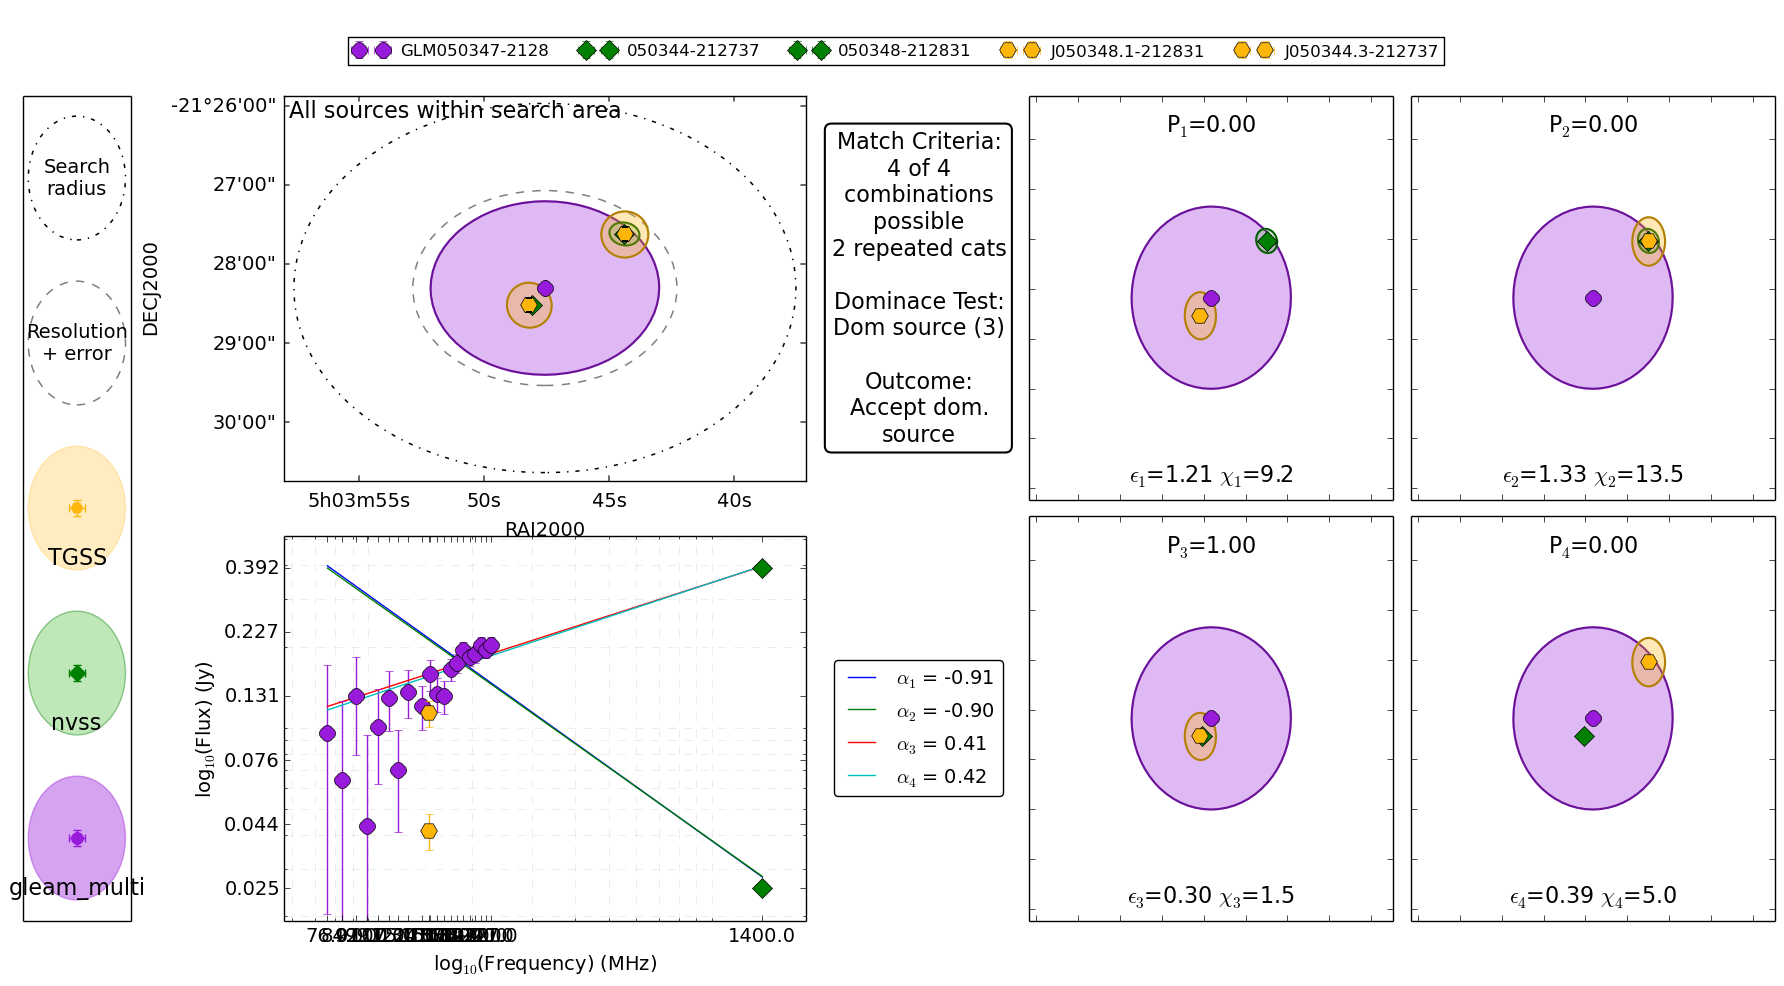 GLM050347-2128 050344-212737 050348-212831 J050348.1-212831 J050344.3-212737
Search
radius
Resolution
+ error
TGSS
nvss
gleam_multi
All sources within search area
-21°26'00"
27'00"
28'00"
29'00"
30'00"
DECJ2000
5h03m55s 50s 45s 40s
RAJ2000
Match Criteria:
4 of 4
combinations
possible
2 repeated cats
Dominace Test:
Dom source (3)
Outcome:
Accept dom.
source
P1=0.00
ϵ1=1.21 χ1=9.2
P2=0.00
ϵ2=1.33 χ2=13.5
0.392
0.227
0.131
0.076
0.044
0.025
log10(Flux) (Jy)
1400.0
log10(Frequency) (MHz)
α1 = -0.91
α2 = -0.90
α3 = 0.41
α4 = 0.42
P3=1.00
ϵ3=0.30 χ3=1.5
P4=0.00
ϵ4=0.39 χ4=5.0